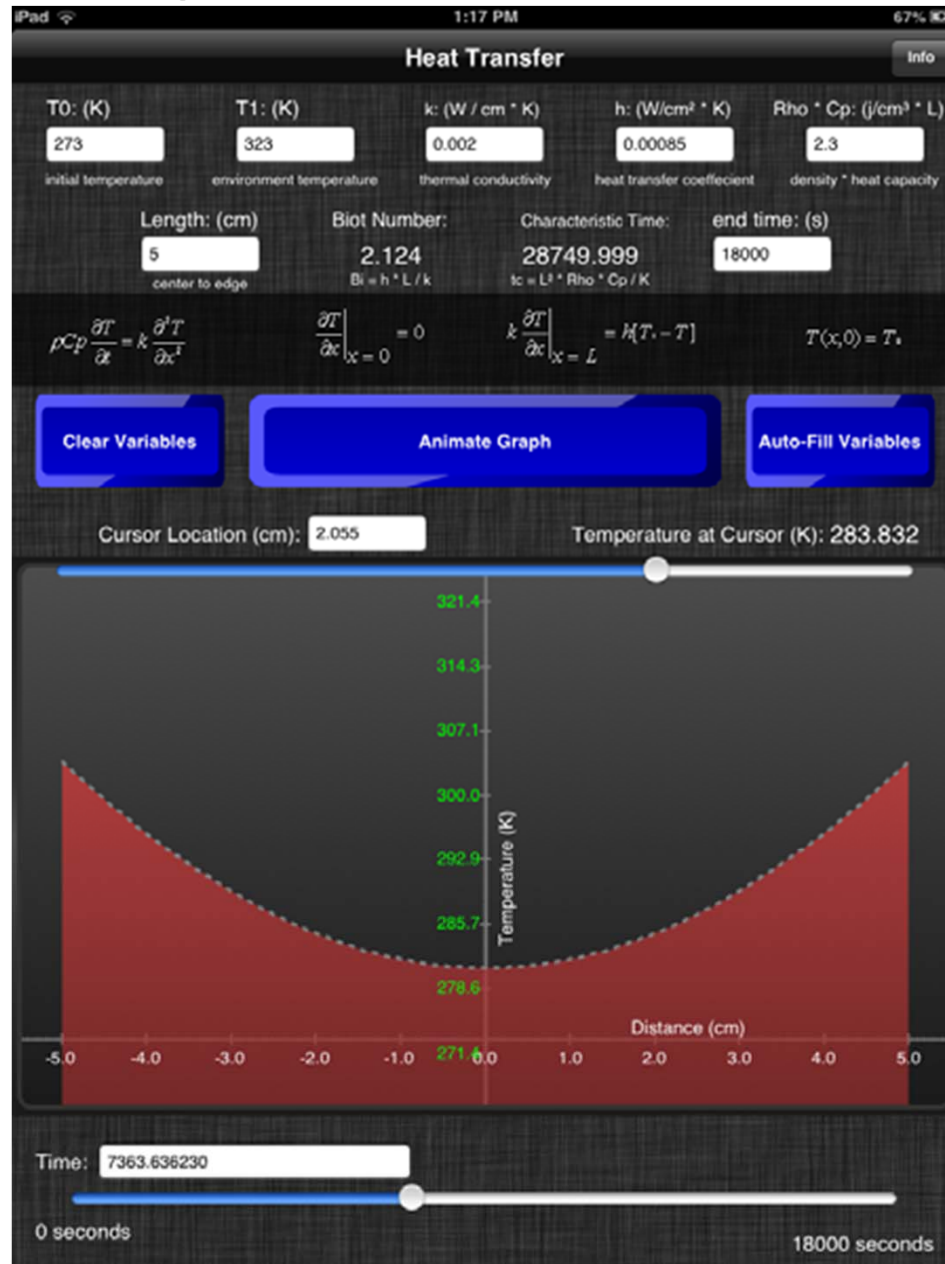 iPad 1:17 PM 67%
Heat Transfer Info
T0: (K) T1: (K) k: (W / cm * K) h: (W/cm² * K) Rho * Cp: (j/cm³ * L)
273 323 0.002 0.00085 2.3
initial temperature environment temperature thermal conductivity heat transfer coeffecient density * heat capacity
Length: (cm) Biot Number: Characteristic Time: end time: (s)
5 2.124 28749.999 18000
center to edge Bi = h * L / k tc = L² * Rho * Cp / K
ρCp ∂T/∂t = k ∂²T/∂x² ∂T/∂x|x = 0 = 0 k ∂T/∂x|x = L = h[T - T] T(x,0) = T
Clear Variables Animate Graph Auto-Fill Variables
Cursor Location (cm): 2.055 Temperature at Cursor (K): 283.832
321.4
314.3
307.1
300.0
292.9
Temperature (K)
285.7
278.6
Distance (cm)
-5.0 -4.0 -3.0 -2.0 -1.0 271.4 0.0 1.0 2.0 3.0 4.0 5.0
Time: 7363.636230
0 seconds
18000 seconds